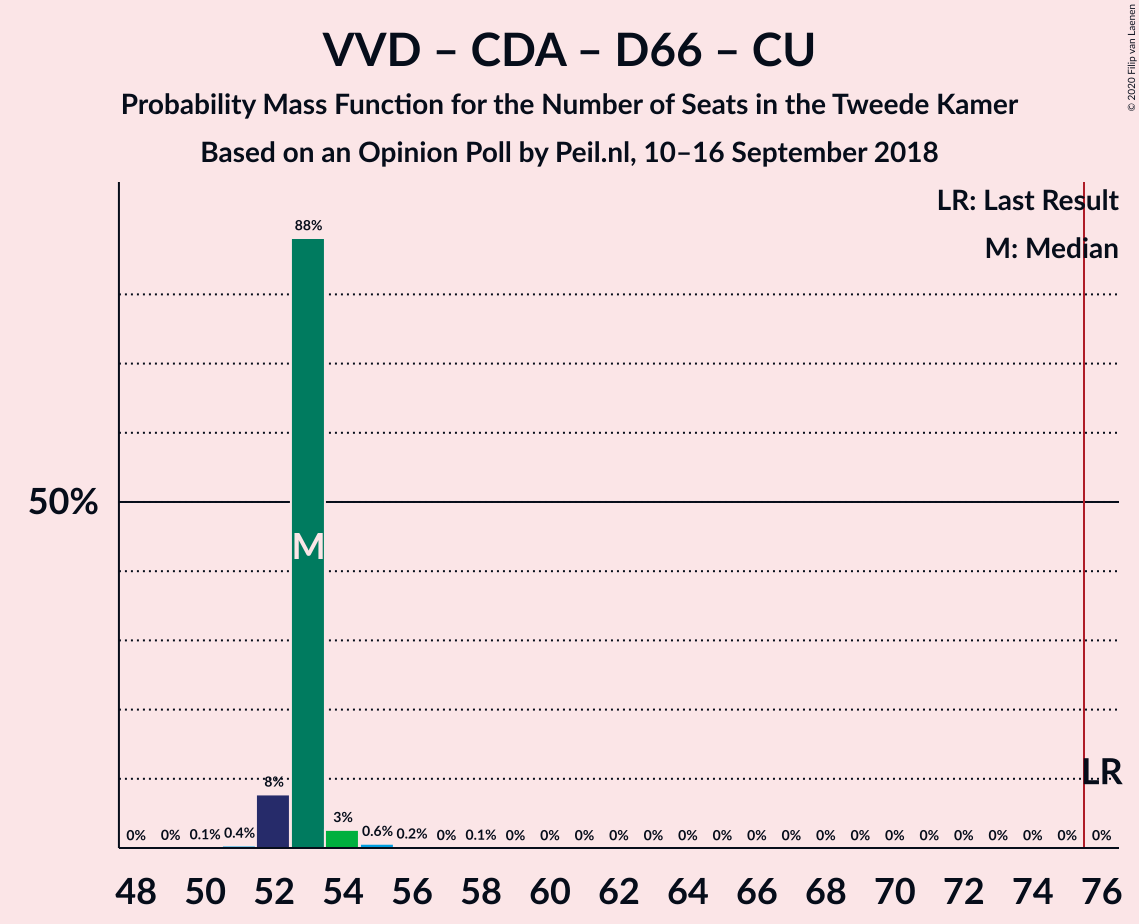 VVD – CDA – D66 – CU
Probability Mass Function for the Number of Seats in the Tweede Kamer
Based on an Opinion Poll by Peil.nl, 10–16 September 2018
© 2020 Filip van Laenen
LR: Last Result
M: Median
88%
50%
M
LR
8%
3%
0% 0% 0.1% 0.4% 0.6% 0.2% 0% 0.1% 0% 0% 0% 0% 0% 0% 0% 0% 0% 0% 0% 0% 0% 0% 0% 0% 0% 0%
48 50 52 54 56 58 60 62 64 66 68 70 72 74 76